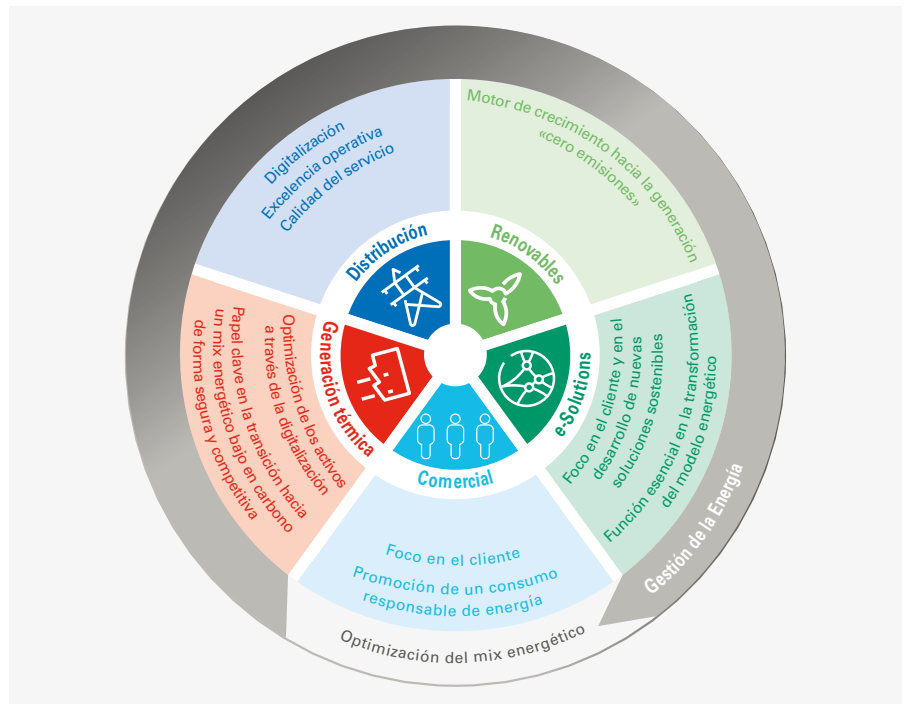 Digitalización
Excelencia operativa
Calidad del servicio
Distribución
Motor de crecimiento hacia la generación
«cero emisiones»
Renovables
Foco en el cliente y en el
desarrollo de nuevas
soluciones sostenibles
Función esencial en la transformación
del modelo energético
e-Solutions
Comercial
Foco en el cliente
Promoción de un consumo
responsable de energía
Generación térmica
Optimización de los activos
a través de la digitalización
Papel clave en la transición hacia
un mix energético bajo en carbono
de forma segura y competitiva
Gestión de la Energía
Optimización del mix energético